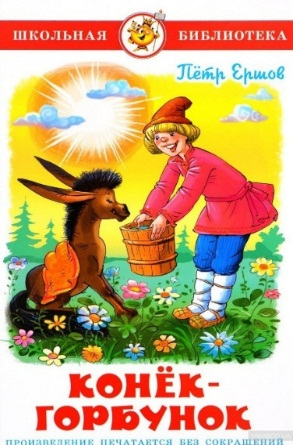 ШКОЛЬНАЯ БИБЛИОТЕКА
Пётр Ершов
КОНЁК-
ГОРБУНОК
ПРОИЗВЕДЕНИЕ ПЕЧАТАЕТСЯ БЕЗ СОКРАЩЕНИЙ